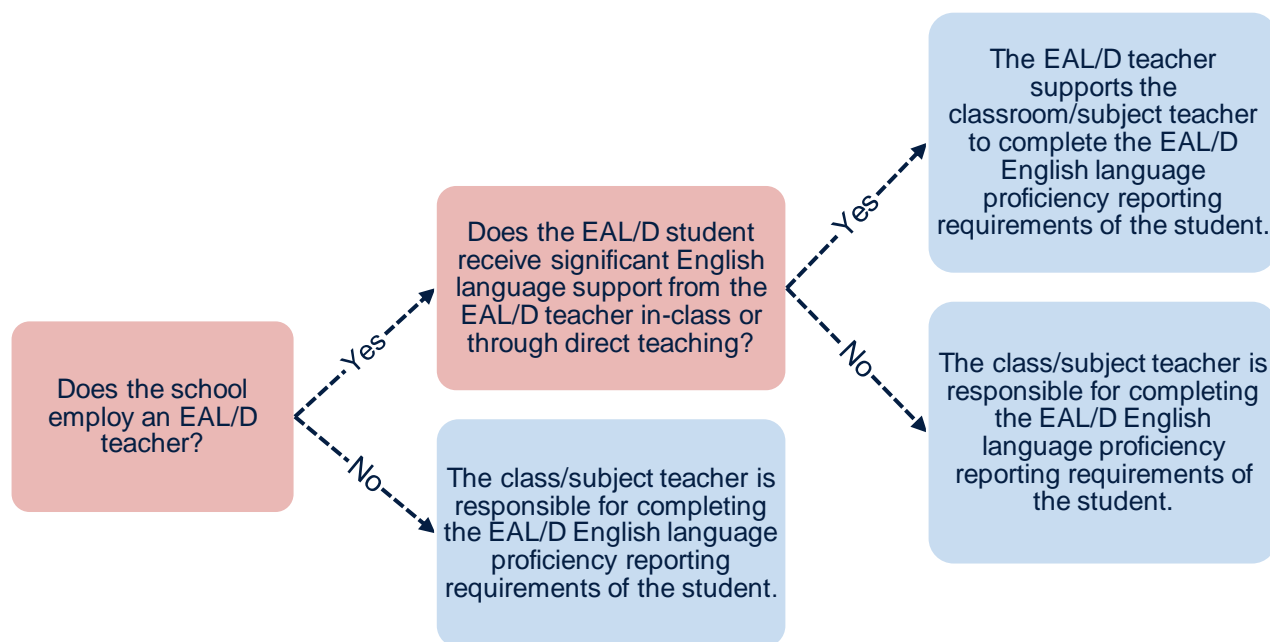 Does the school
employ an EAL/D
teacher?
Yes
No
Does the EAL/D student
receive significant English
language support from the
EAL/D teacher in-class or
through direct teaching?
The class/subject teacher is
responsible for completing
the EAL/D English language
proficiency reporting
requirements of the student.
Yes
No
The EAL/D teacher
supports the
classroom/subject teacher
to complete the EAL/D
English language
proficiency reporting
requirements of the student.
The class/subject teacher is
responsible for completing
the EAL/D English
language proficiency
reporting requirements of
the student.